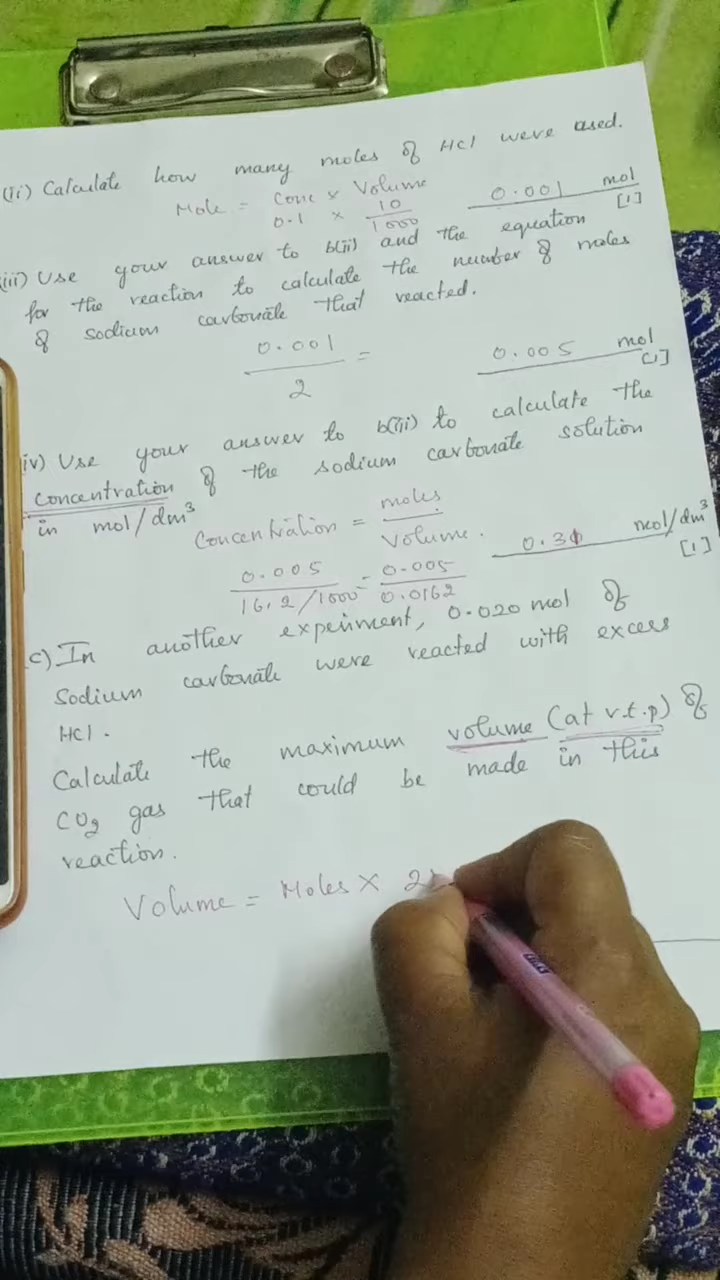 (ii) Calculate how many moles of HCl were used.
Mole = Conc x Volume
0.1 x 10/1000 0.001 mol
[1]
(iii) Use your answer to b(ii) and the equation
for the reaction to calculate the number of moles
of sodium carbonate that reacted.
0.001/2 = 0.005 mol
[1]
iv) Use your answer to b(iii) to calculate the
concentration of the sodium carbonate solution
in mol/dm³
Concentration = moles/Volume.
0.31 mol/dm³
[1]
0.005/16.2/1000 = 0.005/0.0162
c) In another experiment, 0.020 mol of
Sodium carbonate were reacted with excess
HCl.
Calculate the maximum volume (at r.t.p) of
CO2 gas that could be made in this
reaction.
Volume = Moles x